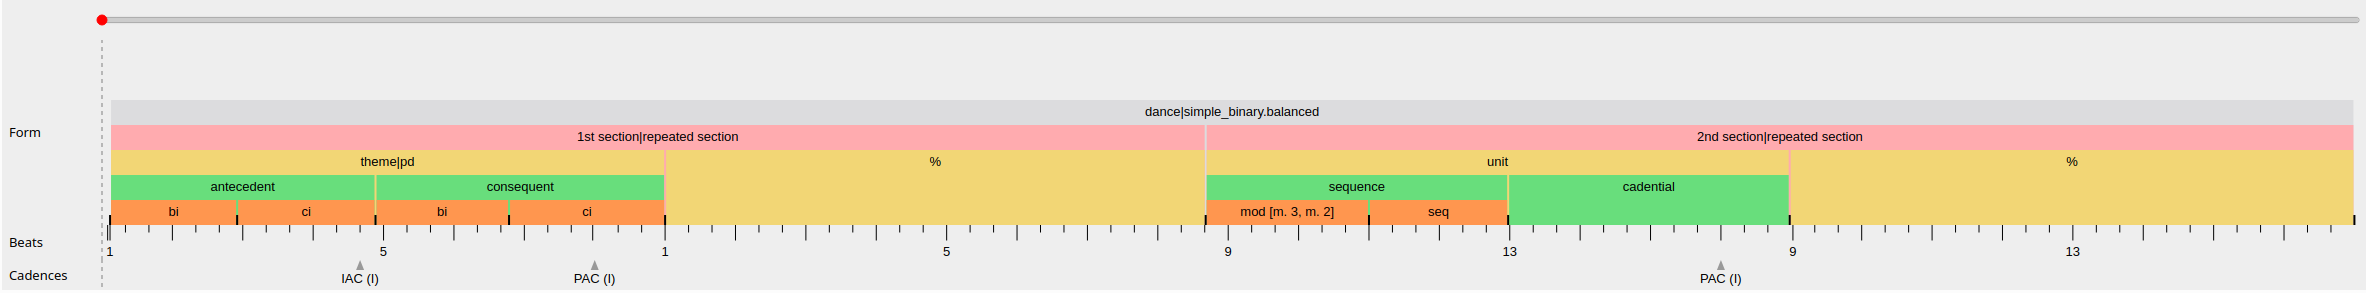 dance|simple_binary.balanced
Form
1st section|repeated section 2nd section|repeated section
theme|pd % unit %
antecedent consequent sequence cadential
bi ci bi ci mod [m. 3, m. 2] seq
Beats
1 5 1 5 9 13 9 13
Cadences
IAC (I) PAC (I) PAC (I)